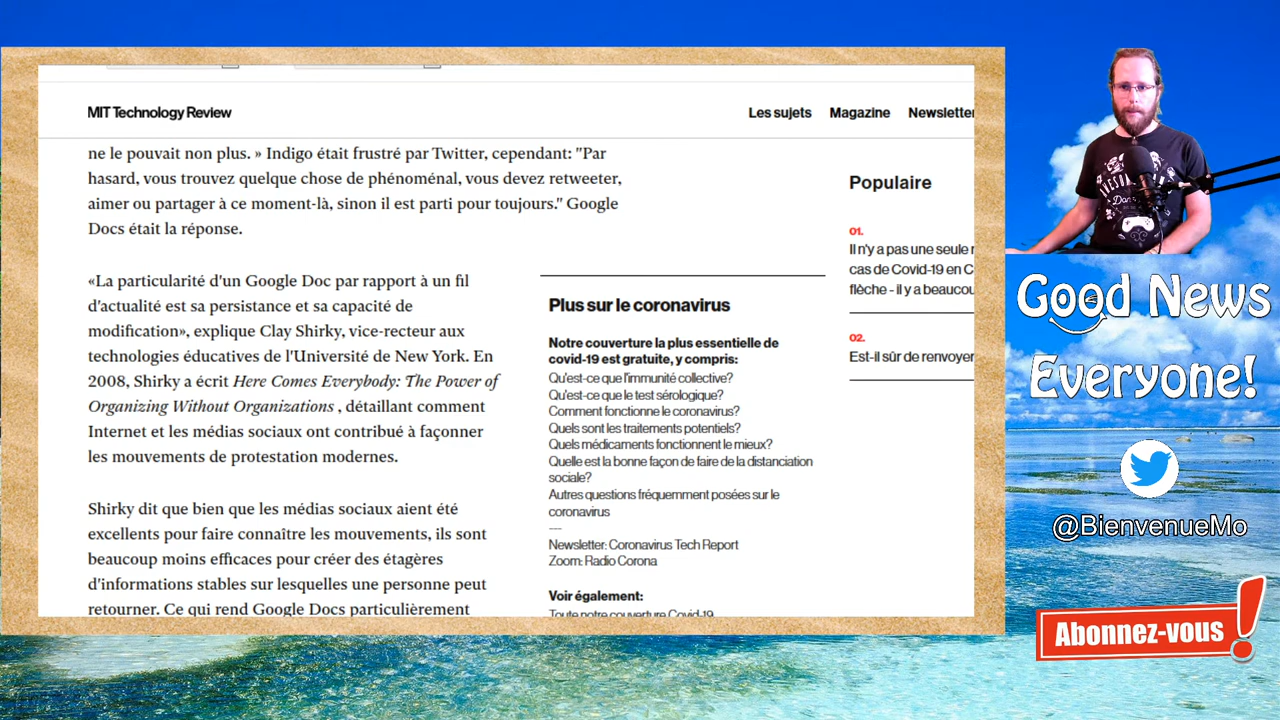 MIT Technology Review
Les sujets Magazine Newsletter
ne le pouvait non plus. » Indigo était frustré par Twitter, cependant: "Par
hasard, vous trouvez quelque chose de phénoménal, vous devez retweeter,
aimer ou partager à ce moment-là, sinon il est parti pour toujours." Google
Docs était la réponse.
«La particularité d'un Google Doc par rapport à un fil
d'actualité est sa persistance et sa capacité de
modification», explique Clay Shirky, vice-recteur aux
technologies éducatives de l'Université de New York. En
2008, Shirky a écrit Here Comes Everybody: The Power of
Organizing Without Organizations , détaillant comment
Internet et les médias sociaux ont contribué à façonner
les mouvements de protestation modernes.
Shirky dit que bien que les médias sociaux aient été
excellents pour faire connaître les mouvements, ils sont
beaucoup moins efficaces pour créer des étagères
d'informations stables sur lesquelles une personne peut
retourner. Ce qui rend Google Docs particulièrement
Plus sur le coronavirus
Notre couverture la plus essentielle de
covid-19 est gratuite, y compris:
Qu'est-ce que l'immunité collective?
Qu'est-ce que le test sérologique?
Comment fonctionne le coronavirus?
Quels sont les traitements potentiels?
Quels médicaments fonctionnent le mieux?
Quelle est la bonne façon de faire de la distanciation
sociale?
Autres questions fréquemment posées sur le
coronavirus
---
Newsletter: Coronavirus Tech Report
Zoom: Radio Corona
Voir également:
Toute notre couverture Covid-19
Populaire
01.
Il n'y a pas une seule
cas de Covid-19 en C
flèche - il y a beaucou
02.
Est-il sûr de renvoyer
AWESOME
Good News
Everyone!
@BienvenueMo
Abonnez-vous !